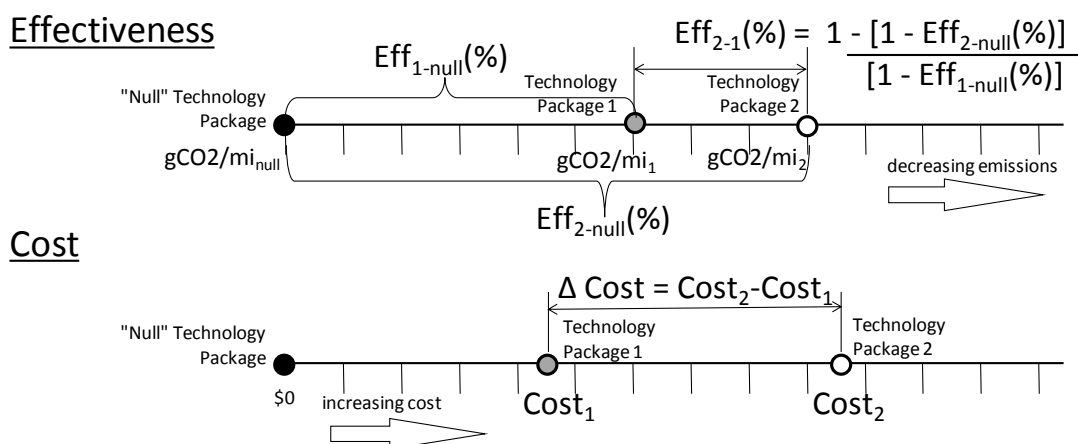 Effectiveness
Eff2-1(%) = 1 - [1 - Eff2-null(%)]
[1 - Eff1-null(%)]
Eff1-null(%)
"Null" Technology
Package
Technology
Package 1
Technology
Package 2
gCO2/minull
gCO2/mi1
gCO2/mi2
decreasing emissions
Eff2-null(%)
Cost
Δ Cost = Cost2-Cost1
"Null" Technology
Package
Technology
Package 1
Technology
Package 2
$0
increasing cost
Cost1
Cost2